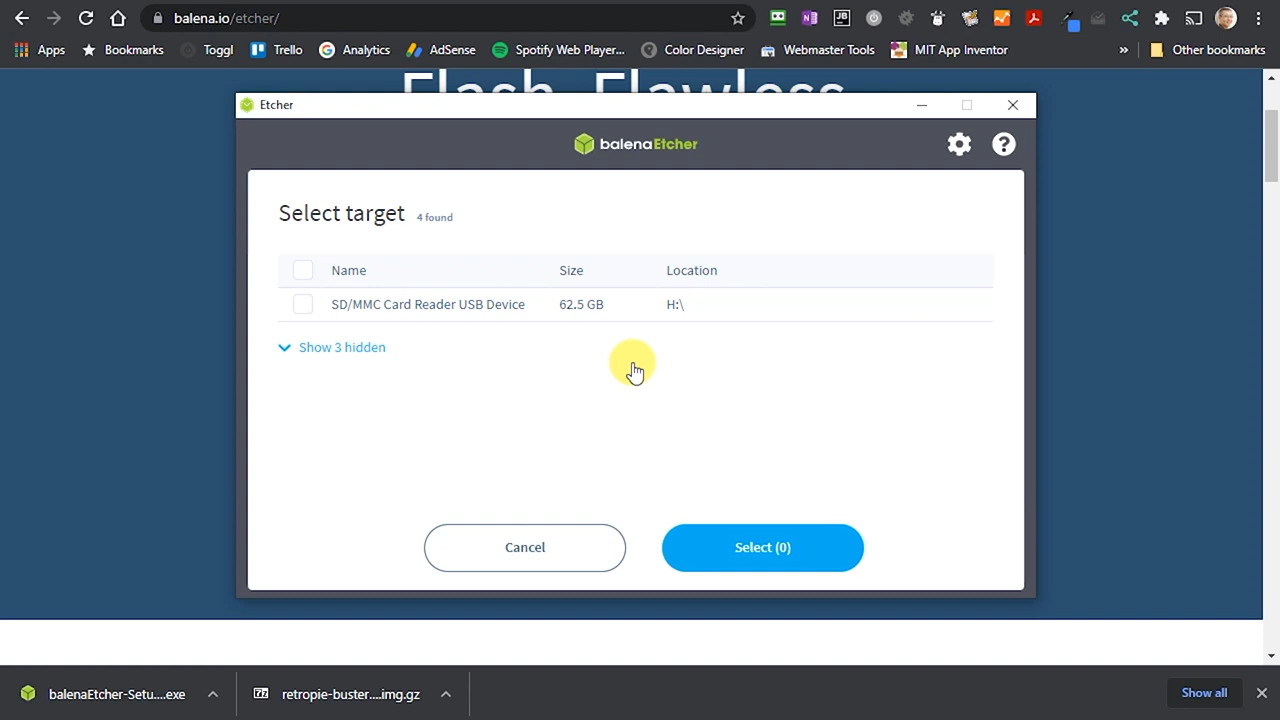 balena.io/etcher/
Apps Bookmarks Toggl Trello Analytics AdSense Spotify Web Player... Color Designer Webmaster Tools MIT App Inventor » Other bookmarks
Flash. Flawless
Etcher
balenaEtcher
Select target 4 found
Name Size Location
SD/MMC Card Reader USB Device 62.5 GB H:\
Show 3 hidden
Cancel Select (0)
balenaEtcher-Setu....exe retropie-buster....img.gz Show all